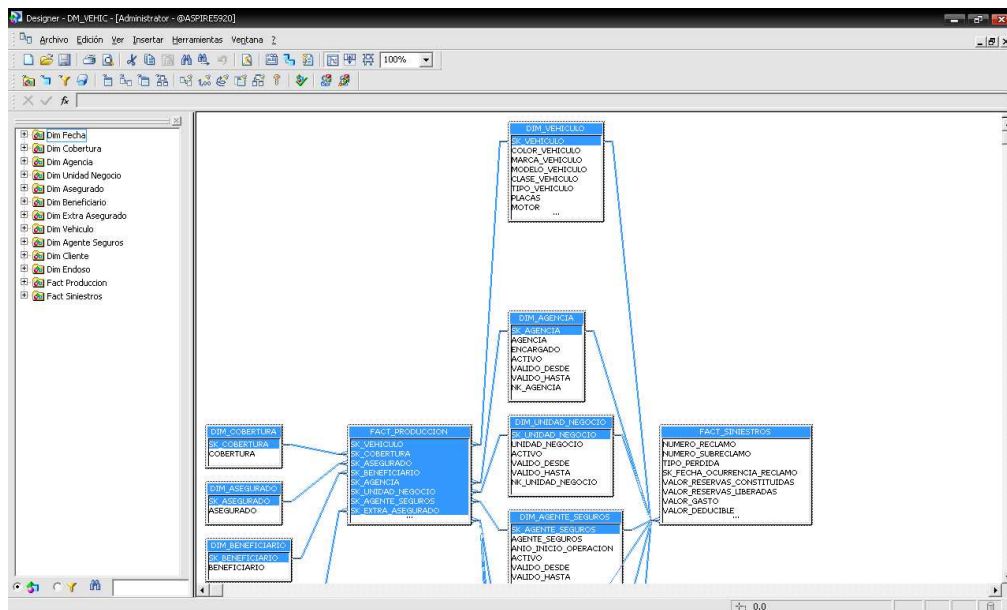 Designer - DM_VEHIC - [Administrator - @ASPIRE5920]
Archivo Edición Ver Insertar Herramientas Ventana ?
100%
Dim Fecha
Dim Cobertura
Dim Agencia
Dim Unidad Negocio
Dim Asegurado
Dim Beneficiario
Dim Extra Asegurado
Dim Vehiculo
Dim Agente Seguros
Dim Cliente
Dim Endoso
Fact Produccion
Fact Siniestros
DIM_VEHICULO
SK_VEHICULO
COLOR_VEHICULO
MARCA_VEHICULO
MODELO_VEHICULO
CLASE_VEHICULO
TIPO_VEHICULO
PLACAS
MOTOR
...
DIM_AGENCIA
SK_AGENCIA
AGENCIA
ENCARGADO
ACTIVO
VALIDO_DESDE
VALIDO_HASTA
NK_AGENCIA
DIM_COBERTURA
SK_COBERTURA
COBERTURA
DIM_ASEGURADO
SK_ASEGURADO
ASEGURADO
DIM_BENEFICIARIO
SK_BENEFICIARIO
BENEFICIARIO
FACT_PRODUCCION
SK_VEHICULO
SK_COBERTURA
SK_ASEGURADO
SK_BENEFICIARIO
SK_AGENCIA
SK_UNIDAD_NEGOCIO
SK_AGENTE_SEGUROS
SK_EXTRA_ASEGURADO
...
DIM_UNIDAD_NEGOCIO
SK_UNIDAD_NEGOCIO
UNIDAD_NEGOCIO
ACTIVO
VALIDO_DESDE
VALIDO_HASTA
NK_UNIDAD_NEGOCIO
DIM_AGENTE_SEGUROS
SK_AGENTE_SEGUROS
AGENTE_SEGUROS
ANIO_INICIO_OPERACION
ACTIVO
VALIDO_DESDE
VALIDO_HASTA
FACT_SINIESTROS
NUMERO_RECLAMO
NUMERO_SUBRECLAMO
TIPO_PERDIDA
SK_FECHA_OCURRENCIA_RECLAMO
VALOR_RESERVAS_CONSTITUIDAS
VALOR_RESERVAS_LIBERADAS
VALOR_GASTO
VALOR_DEDUCIBLE
...
0.0